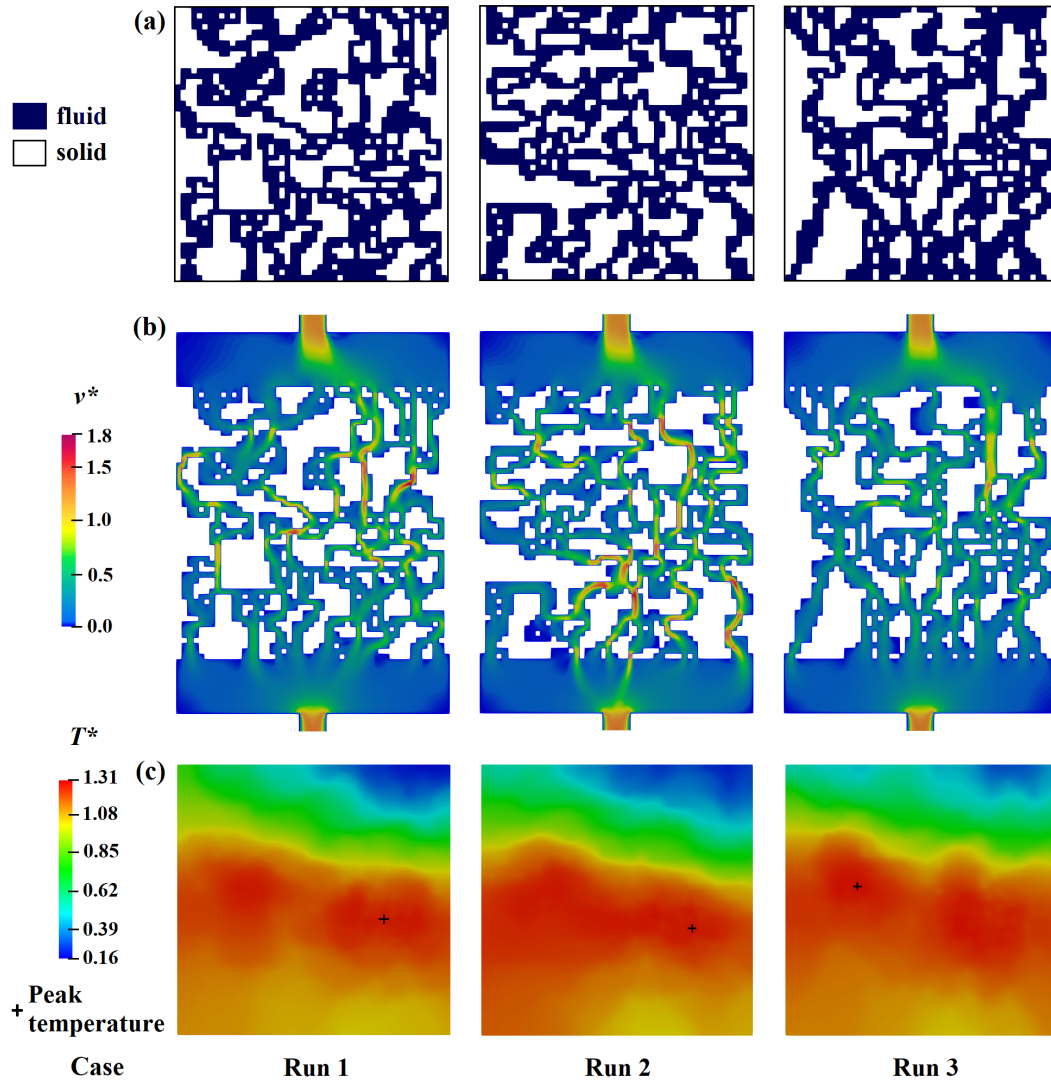 (a)
fluid
solid
(b)
v*
1.8
1.5
1.0
0.5
0.0
T*
(c)
1.31
1.08
0.85
0.62
0.39
0.16
+ Peak
temperature
Case Run 1 Run 2 Run 3